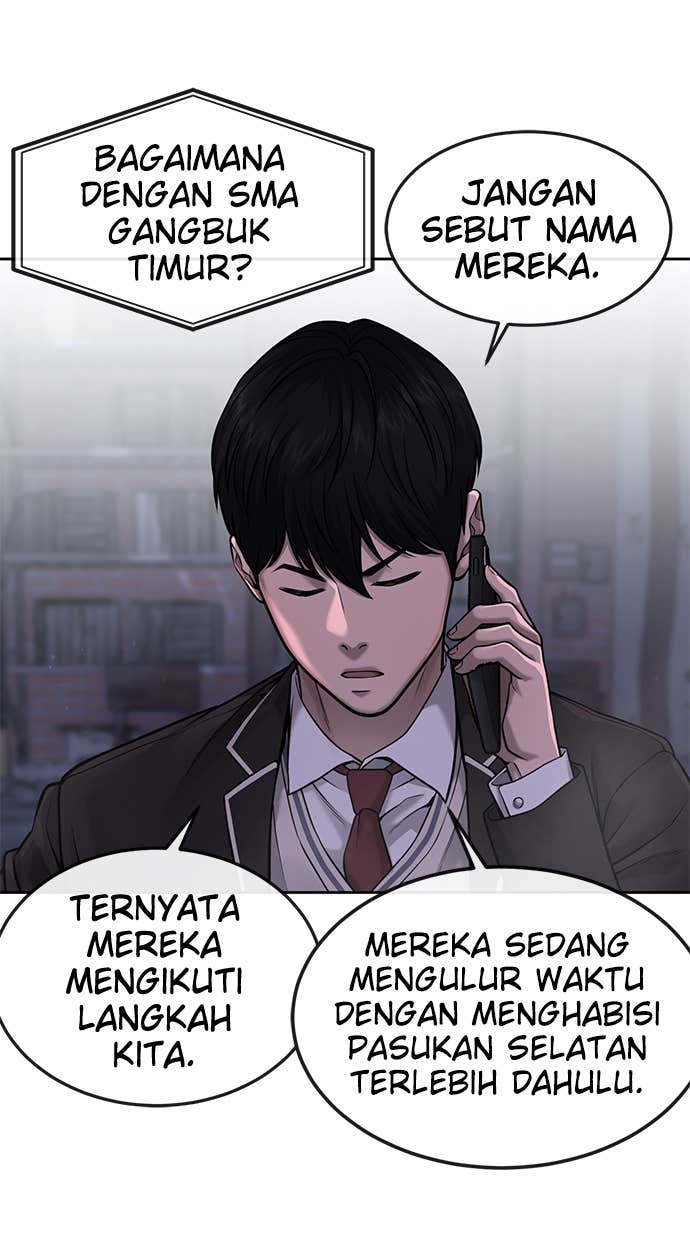 BAGAIMANA
DENGAN SMA
GANGBUK
TIMUR?
JANGAN
SEBUT NAMA
MEREKA.
TERNYATA
MEREKA
MENGIKUTI
LANGKAH
KITA.
MEREKA SEDANG
MENGULUR WAKTU
DENGAN MENGHABISI
PASUKAN SELATAN
TERLEBIH DAHULU.